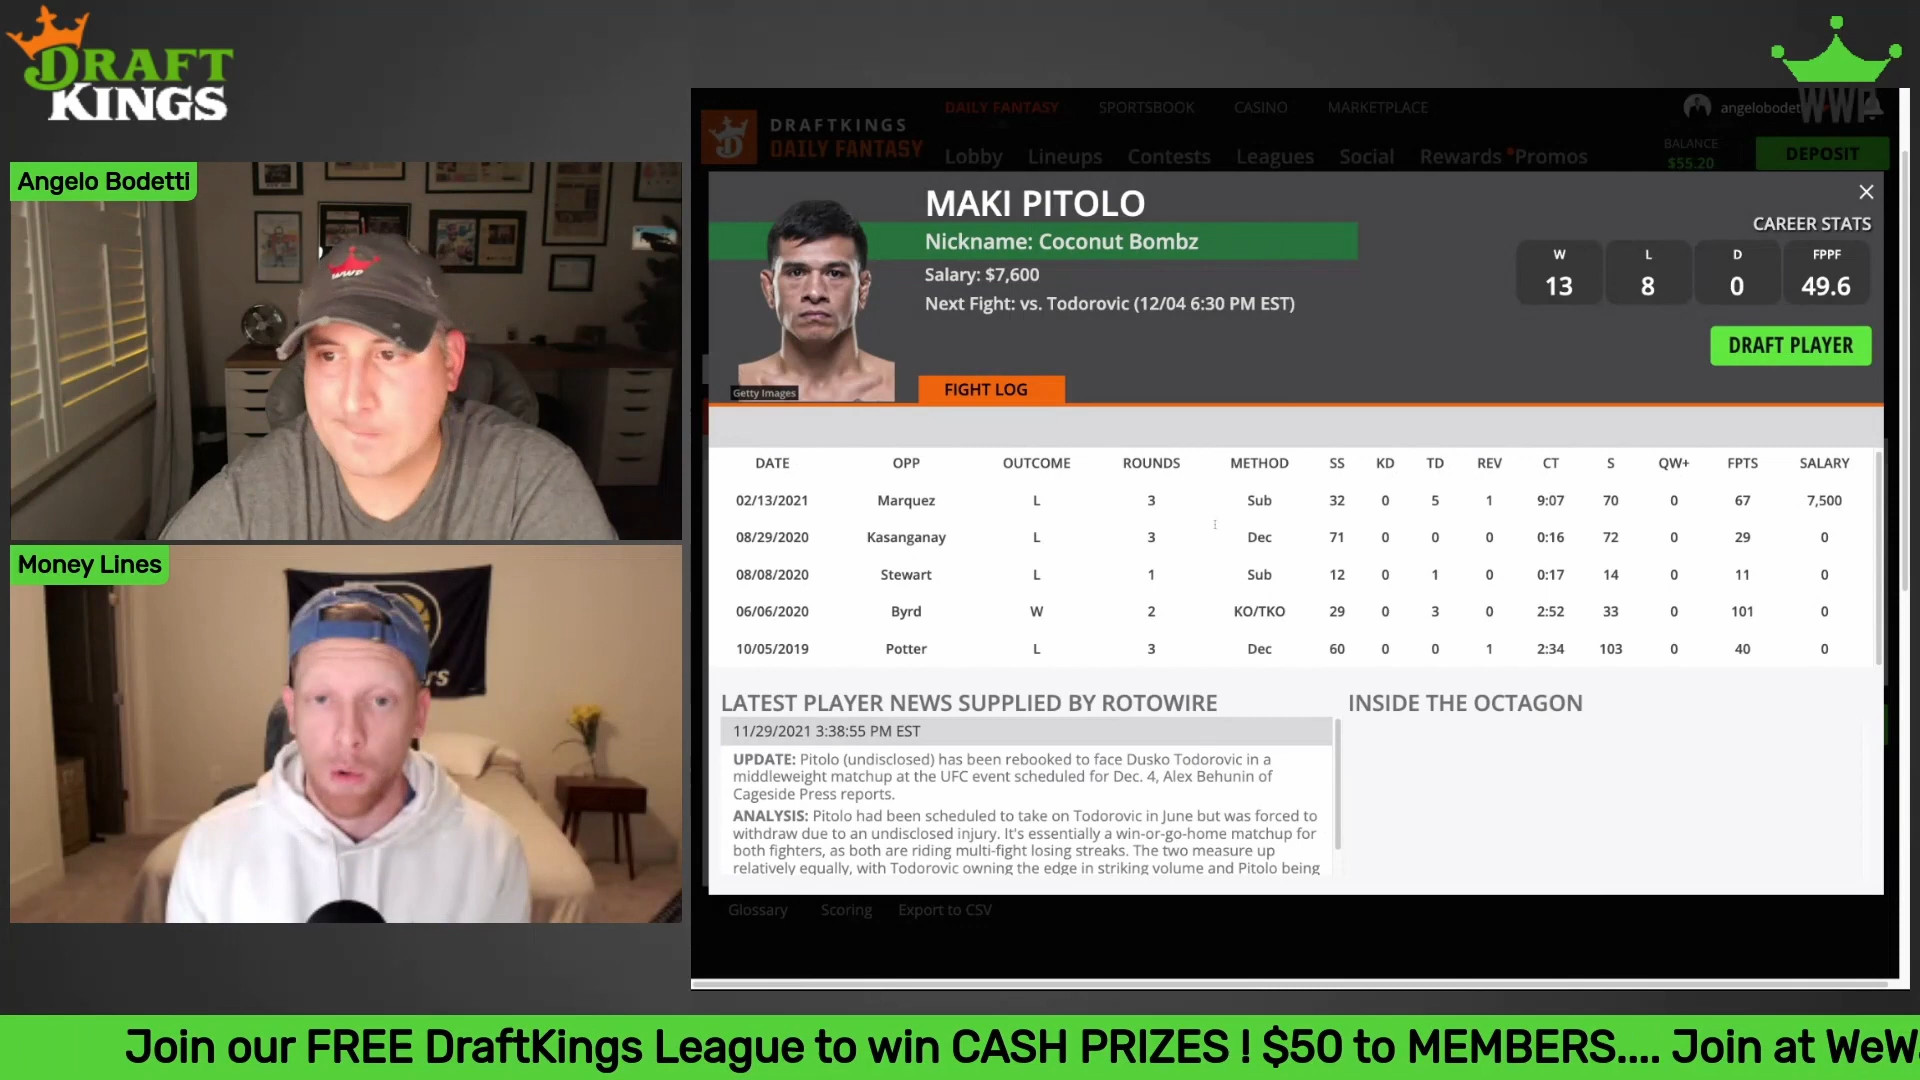 DRAFT
KINGS
Angelo Bodetti
Money Lines
WWP
DRAFTKINGS
DAILY FANTASY
DAILY FANTASY SPORTSBOOK CASINO MARKETPLACE
angelobodet
Lobby Lineups Contests Leagues Social Rewards Promos
BALANCE
$55.20
DEPOSIT
MAKI PITOLO
Nickname: Coconut Bombz
Salary: $7,600
Next Fight: vs. Todorovic (12/04 6:30 PM EST)
CAREER STATS
W L D FPPF
13 8 0 49.6
DRAFT PLAYER
Getty Images
FIGHT LOG
DATE OPP OUTCOME ROUNDS METHOD SS KD TD REV CT S QW+ FPTS SALARY
02/13/2021 Marquez L 3 Sub 32 0 5 1 9:07 70 0 67 7,500
08/29/2020 Kasanganay L 3 Dec 71 0 0 0 0:16 72 0 29 0
08/08/2020 Stewart L 1 Sub 12 0 1 0 0:17 14 0 11 0
06/06/2020 Byrd W 2 KO/TKO 29 0 3 0 2:52 33 0 101 0
10/05/2019 Potter L 3 Dec 60 0 0 1 2:34 103 0 40 0
LATEST PLAYER NEWS SUPPLIED BY ROTOWIRE
INSIDE THE OCTAGON
11/29/2021 3:38:55 PM EST
UPDATE: Pitolo (undisclosed) has been rebooked to face Dusko Todorovic in a
middleweight matchup at the UFC event scheduled for Dec. 4, Alex Behunin of
Cageside Press reports.
ANALYSIS: Pitolo had been scheduled to take on Todorovic in June but was forced to
withdraw due to an undisclosed injury. It's essentially a win-or-go-home matchup for
both fighters, as both are riding multi-fight losing streaks. The two measure up
relatively equally, with Todorovic owning the edge in striking volume and Pitolo being
Glossary Scoring Export to CSV
Join our FREE DraftKings League to win CASH PRIZES ! $50 to MEMBERS.... Join at WeW